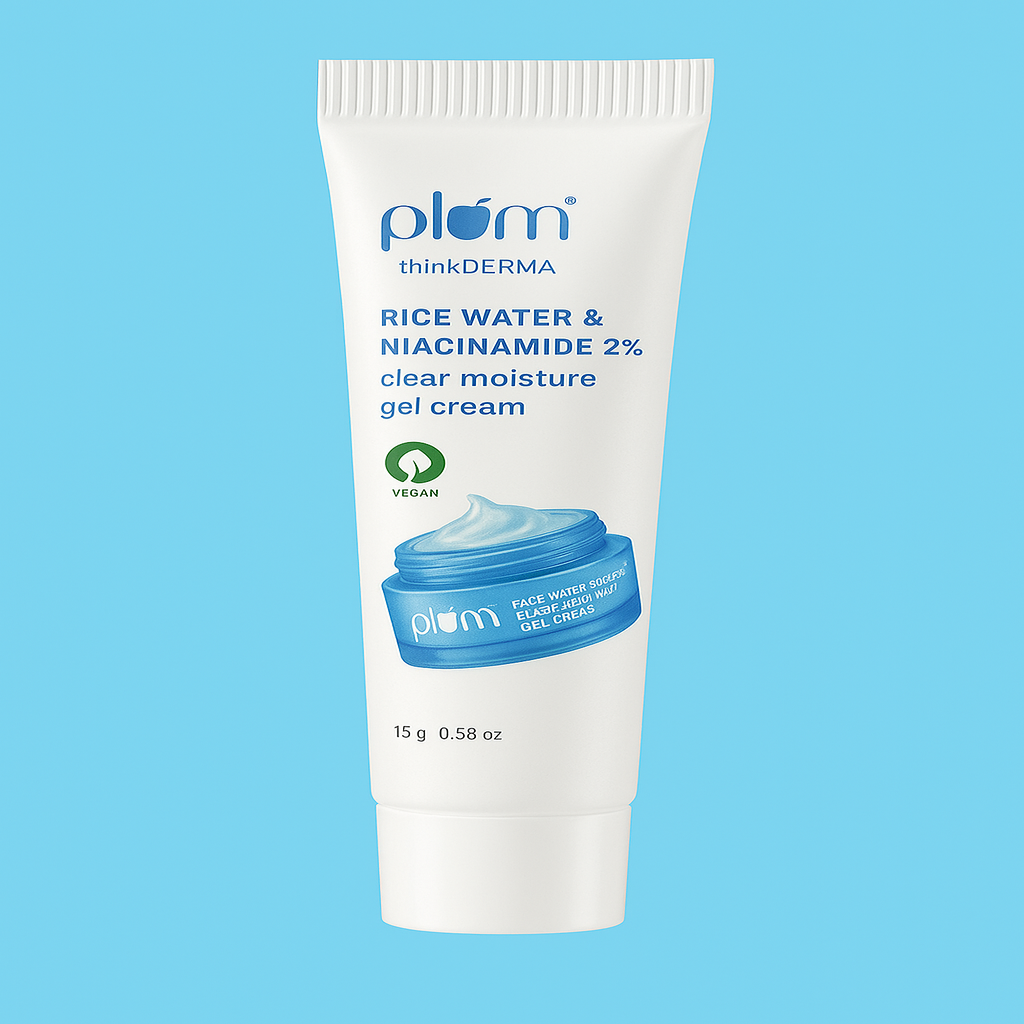 plum®
thinkDERMA
RICE WATER &
NIACINAMIDE 2%
clear moisture
gel cream
VEGAN
plum
FACE WATER
GEL CREAS
15 g 0.58 oz